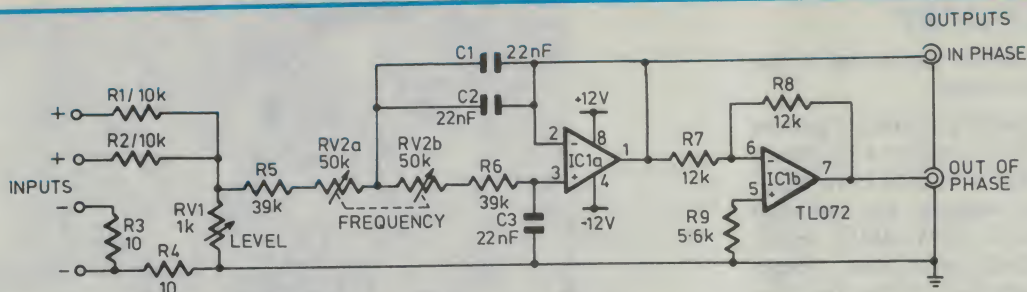 OUTPUTS
IN PHASE
C1 22nF
C2
22nF
+12V
R8
12k
R1/10k
R2/10k
+
+
INPUTS
-
-
R3
10
R4
10
RV1
1k
LEVEL
R5
39k
RV2a
50k
RV2b
50k
FREQUENCY
R6
39k
C3
22nF
2
3
-
+
8
IC1a
4
1
-12V
R7
12k
6
5
-
+
IC1b
7
TL072
R9
5·6k
OUT OF
PHASE